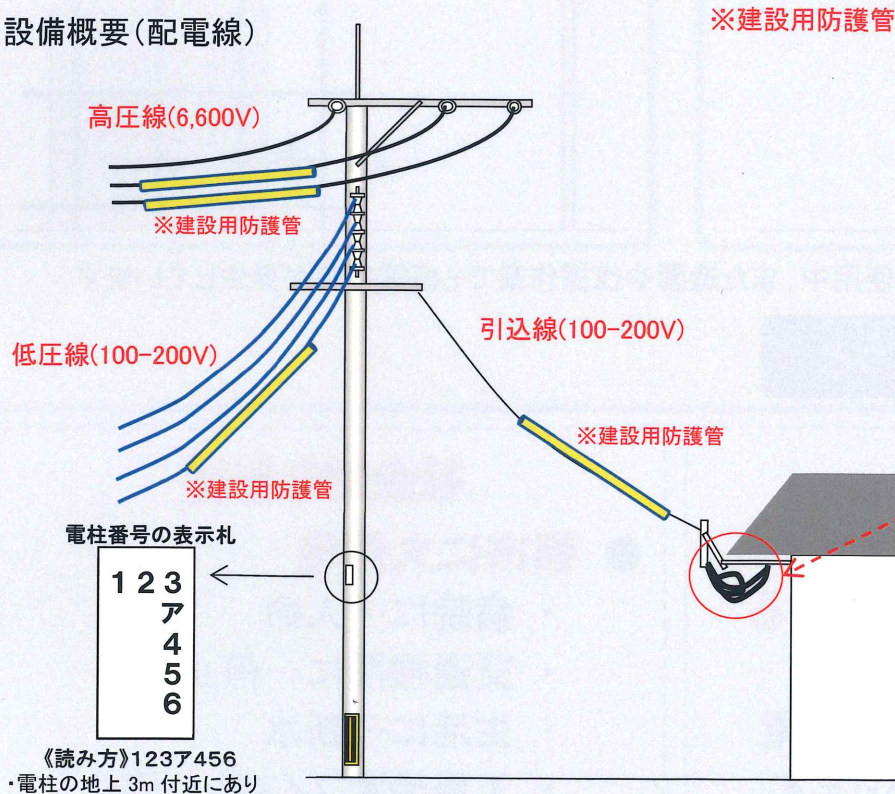 設備概要(配電線)
※建設用防護管
高圧線(6,600V)
※建設用防護管
引込線(100-200V)
低圧線(100-200V)
※建設用防護管
※建設用防護管
電柱番号の表示札
123
ア
4
5
6
《読み方》123ア456
・電柱の地上 3m 付近にあり